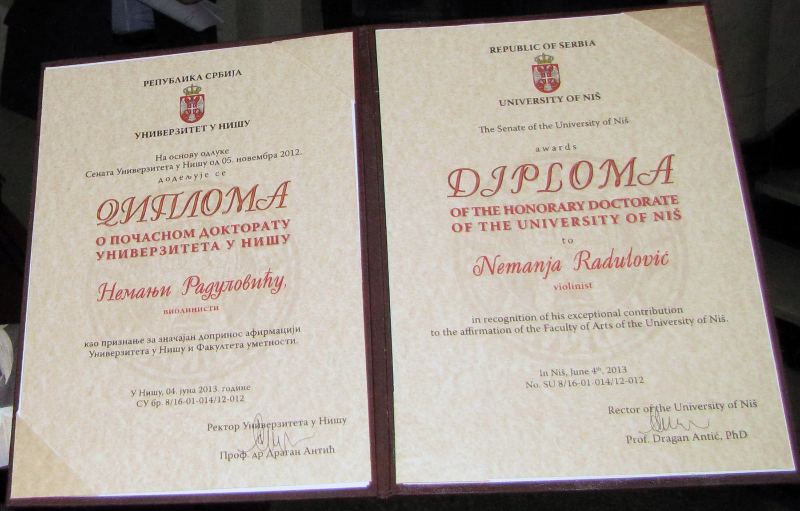 РЕПУБЛИКА СРБИЈА
УНИВЕРЗИТЕТ У НИШУ
На основу одлуке
Сената Универзитета у Нишу од 05. новембра 2012.
додељује се
ДИПЛОМА
О ПОЧАСНОМ ДОКТОРАТУ
УНИВЕРЗИТЕТА У НИШУ
Немањи Радуловићу,
виолинисти
као признање за значајан допринос афирмацији
Универзитета у Нишу и Факултета уметности.
У Нишу, 04. јуна 2013. године
СУ бр. 8/16-01-014/12-012
Ректор Универзитета у Нишу
Проф. др Драган Антић
REPUBLIC OF SERBIA
UNIVERSITY OF NIŠ
The Senate of the University of Niš
awards
DIPLOMA
OF THE HONORARY DOCTORATE
OF THE UNIVERSITY OF NIŠ
to
Nemanja Radulović
violinist
in recognition of his exceptional contribution
to the affirmation of the Faculty of Arts of the University of Niš.
In Niš, June 4th, 2013
No. SU 8/16-01-014/12-012
Rector of the University of Niš
Prof. Dragan Antić, PhD